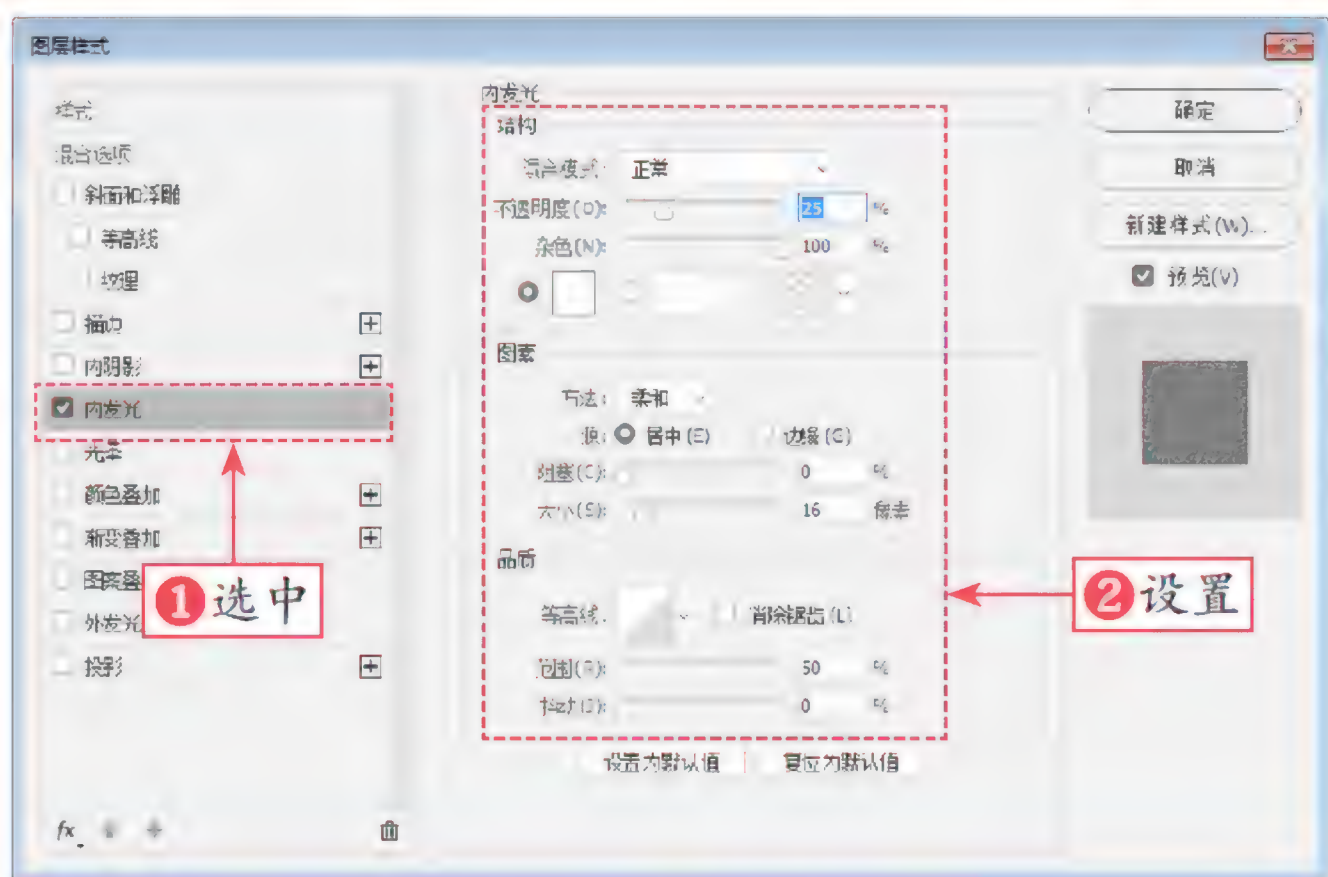 图层样式
样式
混合选项
斜面和浮雕
等高线
纹理
描边
内阴影
内发光
光泽
颜色叠加
渐变叠加
图案叠
外发光
投影
fx
①选中
内发光
结构
混合模式: 正常
不透明度(O): 25 %
杂色(N): 100 %
图素
方法: 柔和
源: 居中(E) 边缘(G)
阻塞(C): 0 %
大小(S): 16 像素
品质
等高线: 消除锯齿(L)
范围(R): 50 %
抖动(J): 0 %
设置为默认值 复位为默认值
确定
取消
新建样式(W)...
预览(V)
②设置